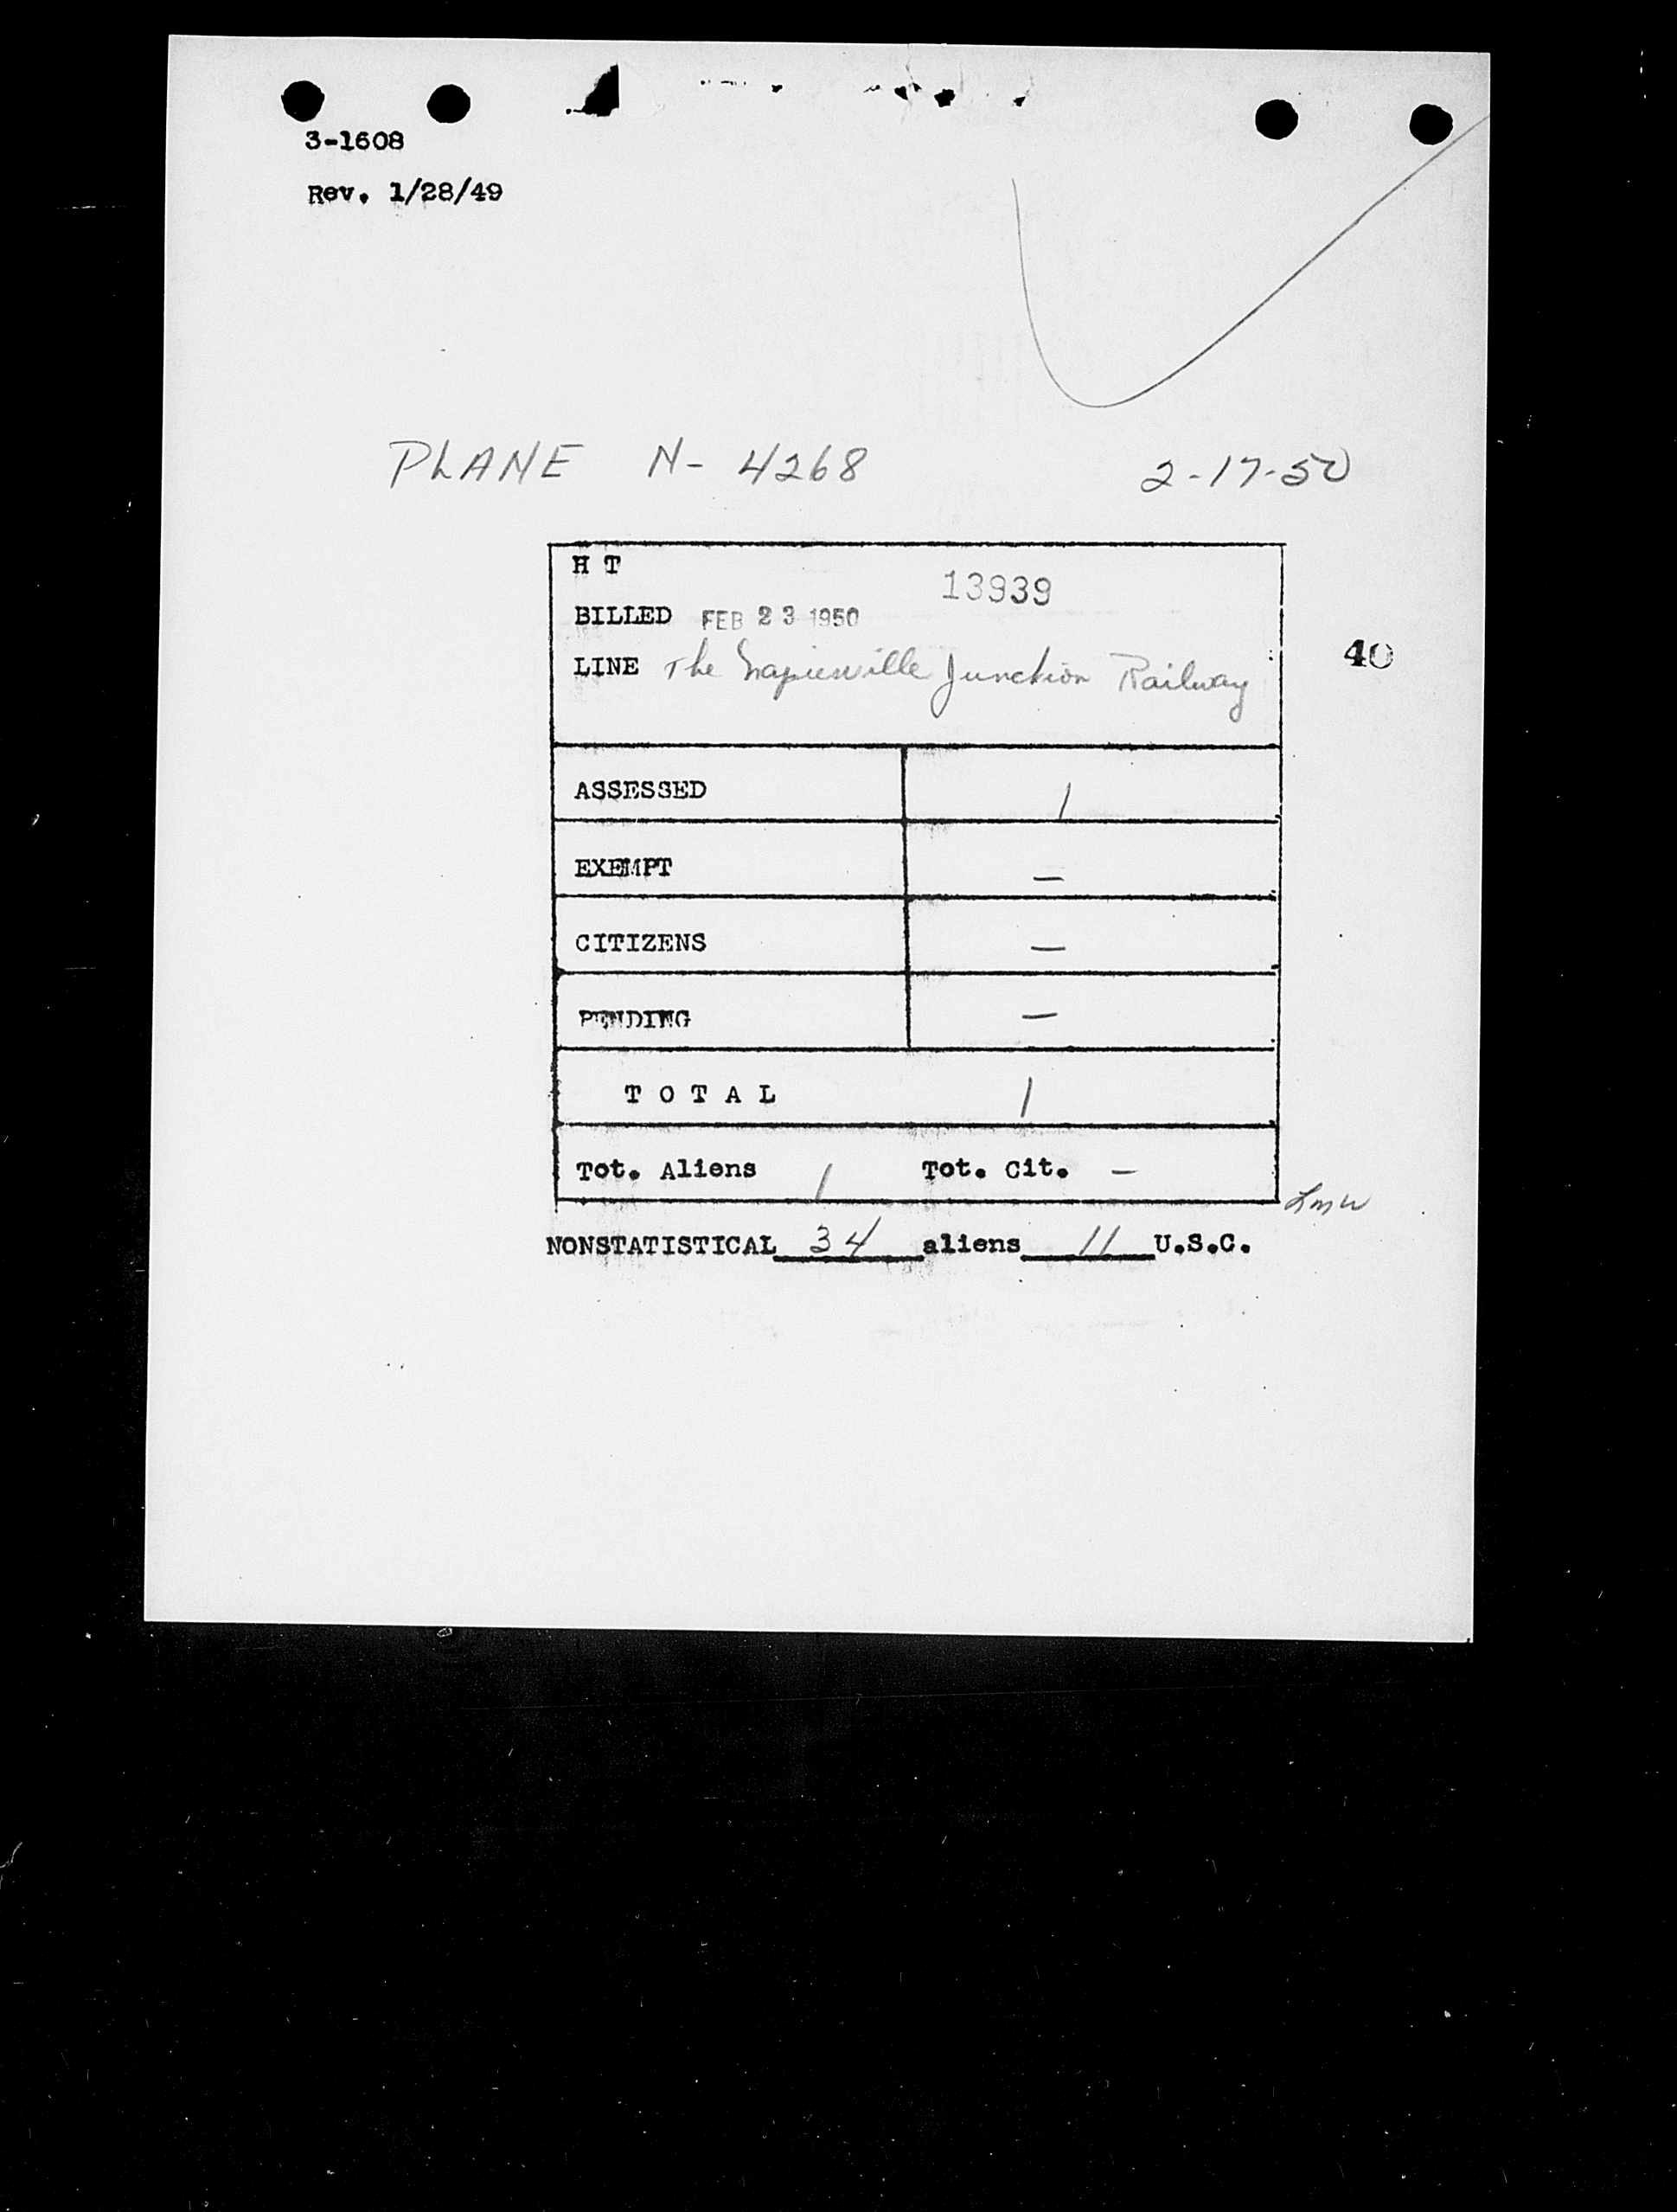 3-1608
Rev. 1/28/49
PLANE N-4268 2-17-50
H T 13939
BILLED FEB 23 1950
LINE The Napierville Junction Railway
40
ASSESSED 1
EXEMPT —
CITIZENS —
PENDING —
T O T A L 1
Tot. Aliens 1 Tot. Cit. —
Lmw
NONSTATISTICAL 34 aliens 11 U.S.C.